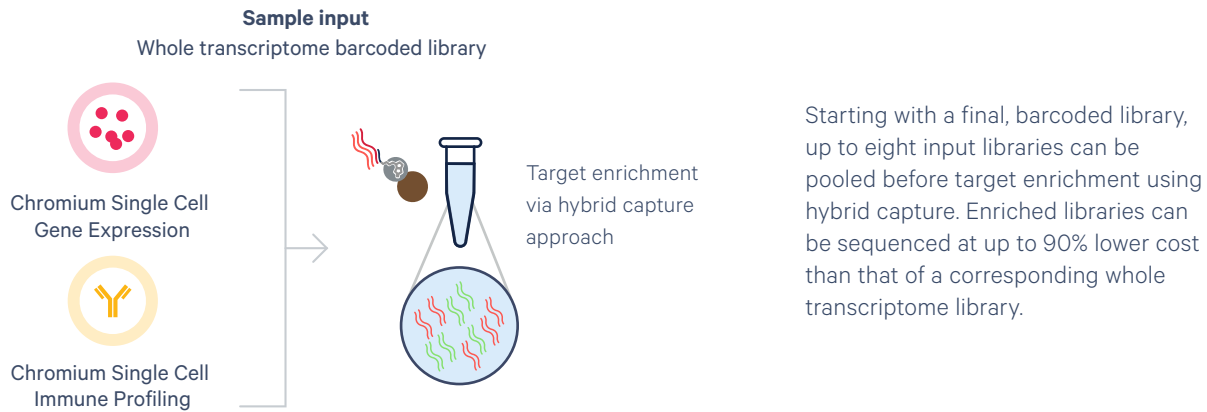 Sample input
Whole transcriptome barcoded library
Chromium Single Cell
Gene Expression
Chromium Single Cell
Immune Profiling
Target enrichment
via hybrid capture
approach
Starting with a final, barcoded library,
up to eight input libraries can be
pooled before target enrichment using
hybrid capture. Enriched libraries can
be sequenced at up to 90% lower cost
than that of a corresponding whole
transcriptome library.